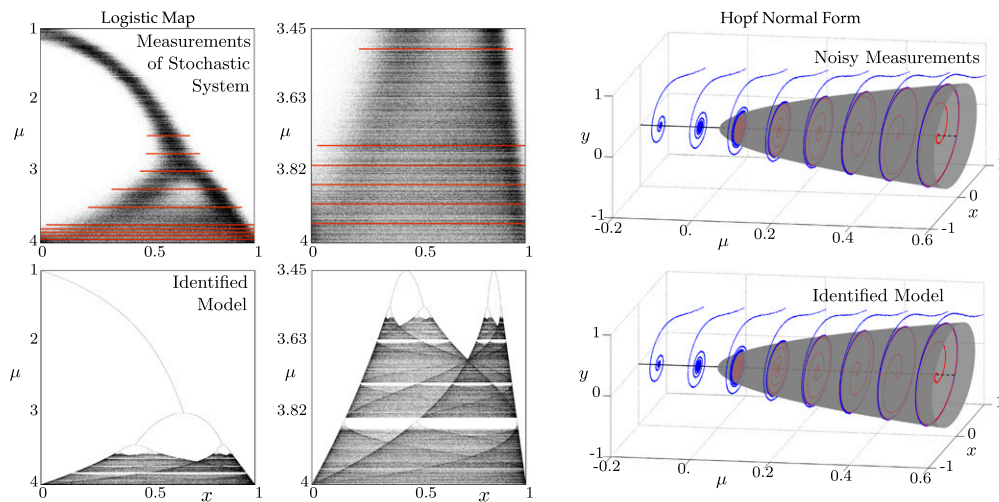 Logistic Map
Hopf Normal Form
1
Measurements
of Stochastic
System
2
μ
3
4
0
0.5
1
3.45
3.63
μ
3.82
4
0
0.5
1
Noisy Measurements
1
y
0
-1
-0.2
0.
μ
0.2
0.4
0.6
-1
0
x
1
1
Identified
Model
2
μ
3
4
0
0.5
x
1
3.45
3.63
μ
3.82
4
0
0.5
x
1
Identified Model
1
y
0
-1
-0.2
0.
μ
0.2
0.4
0.6
-1
0
x
1